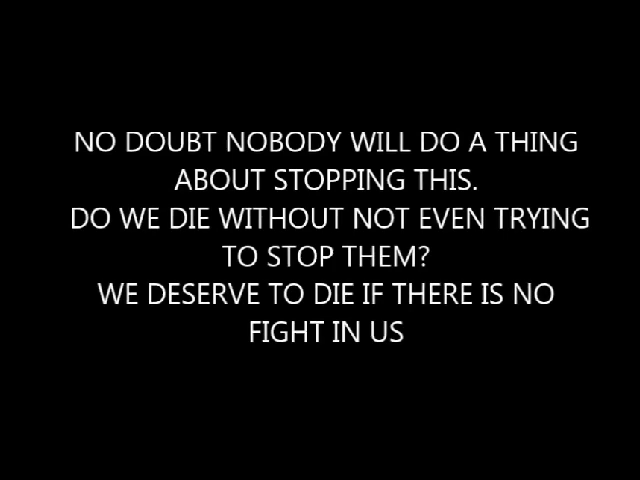 NO DOUBT NOBODY WILL DO A THING
ABOUT STOPPING THIS.
DO WE DIE WITHOUT NOT EVEN TRYING
TO STOP THEM?
WE DESERVE TO DIE IF THERE IS NO
FIGHT IN US